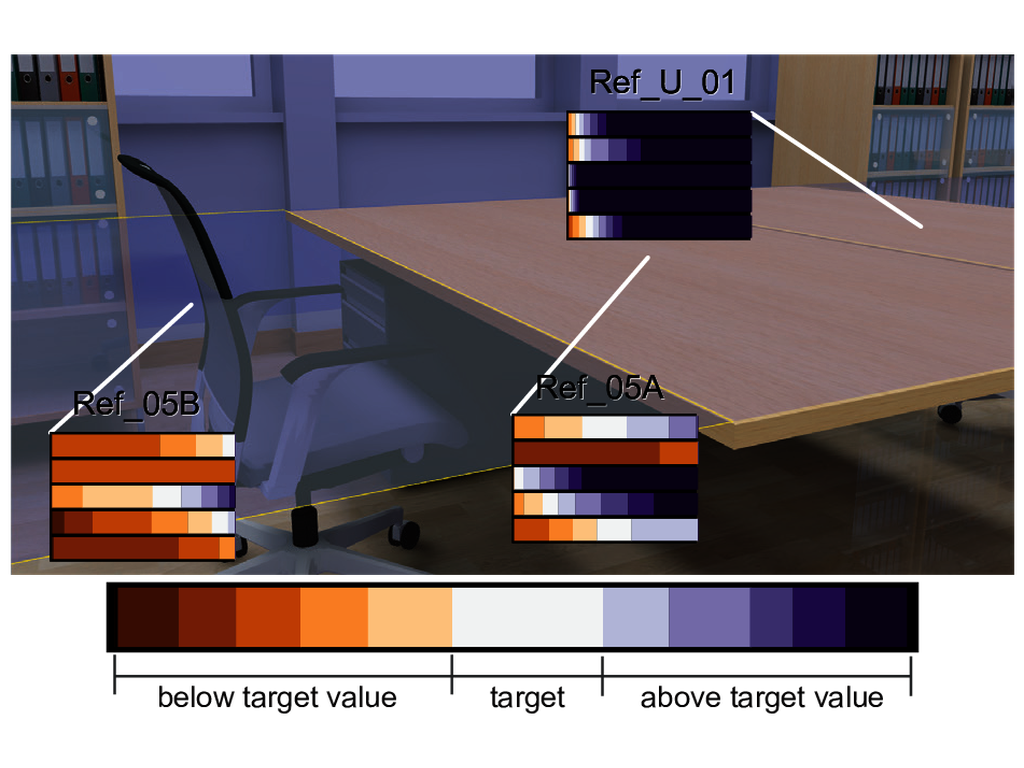 Ref_U_01
Ref_05A
Ref_05B
below target value
target
above target value